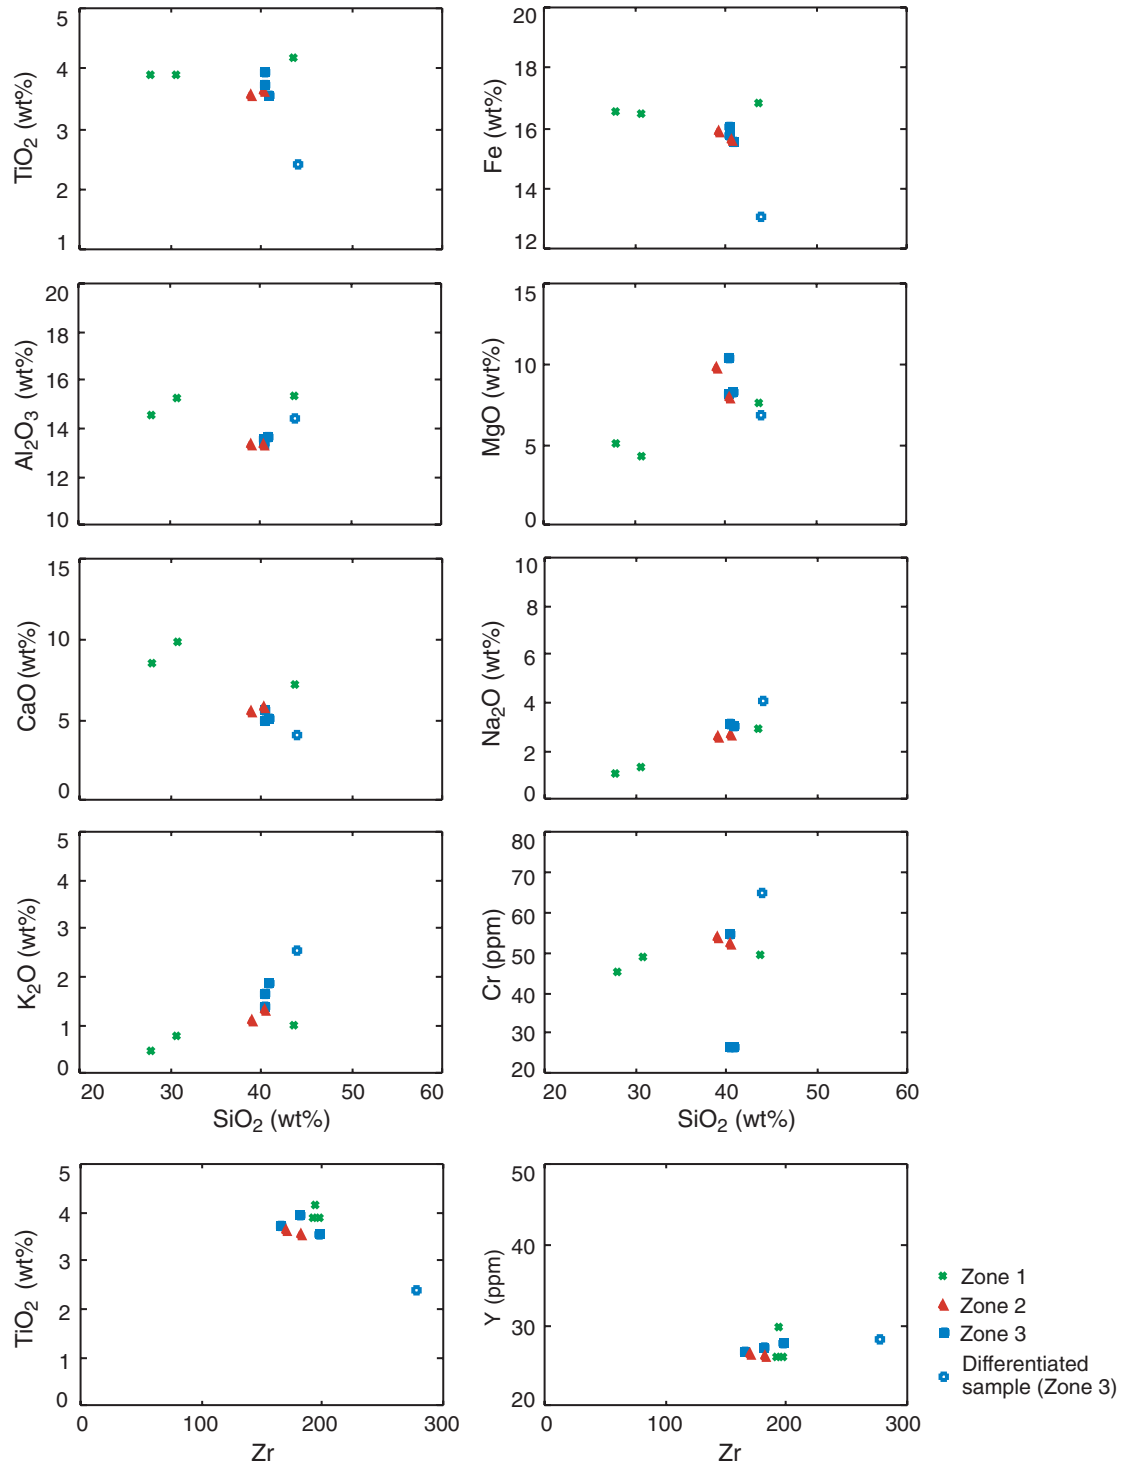 5
4
3
2
1
TiO2 (wt%)
20
18
16
14
12
Fe (wt%)
20
18
16
14
12
10
Al2O3 (wt%)
15
10
5
0
MgO (wt%)
15
10
5
0
CaO (wt%)
10
8
6
4
2
0
Na2O (wt%)
5
4
3
2
1
0
K2O (wt%)
20 30 40 50 60
SiO2 (wt%)
80
70
60
50
40
30
20
Cr (ppm)
20 30 40 50 60
SiO2 (wt%)
5
4
3
2
1
0
TiO2 (wt%)
0 100 200 300
Zr
50
40
30
20
Y (ppm)
0 100 200 300
Zr
Zone 1
Zone 2
Zone 3
Differentiated
sample (Zone 3)